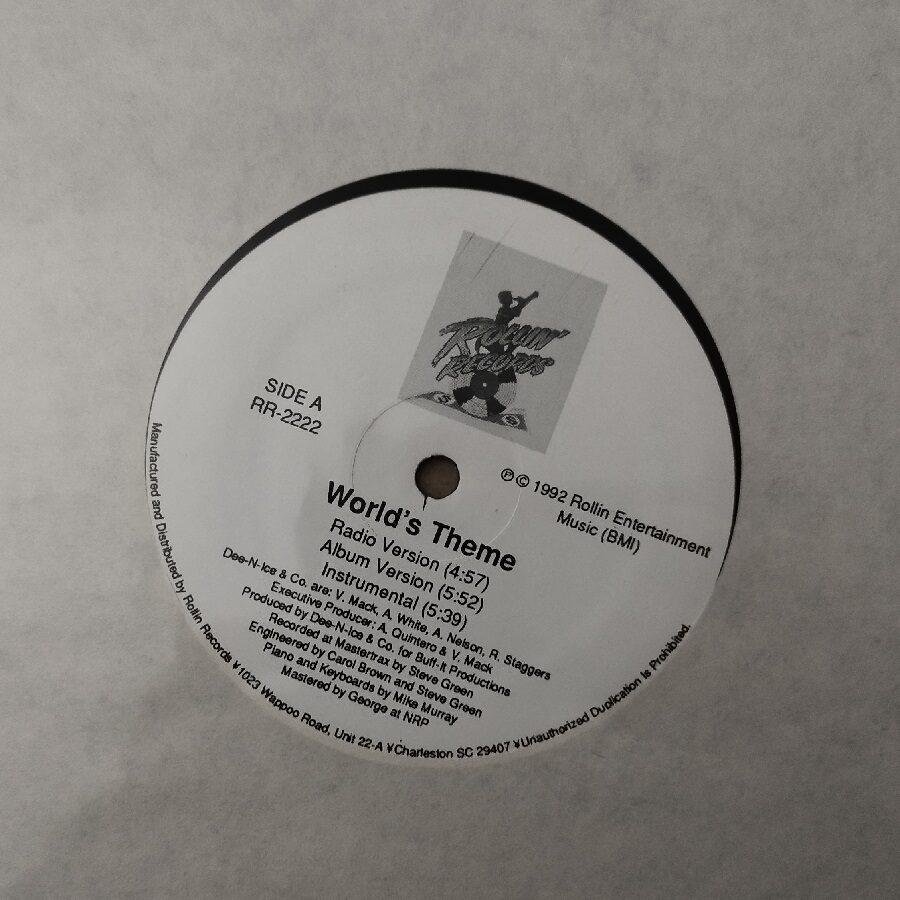 ROLLIN'
RECORDS
$ $
SIDE A
RR-2222
℗ © 1992 Rollin Entertainment
Music (BMI)
World's Theme
Radio Version (4:57)
Album Version (5:52)
Instrumental (5:39)
Dee-N-Ice & Co. are: V. Mack, A. White, A. Nelson, R. Staggers
Executive Producer: A. Quintero & V. Mack
Produced by Dee-N-Ice & Co. for Buff-It Productions
Recorded at Mastertrax by Steve Green
Engineered by Carol Brown and Steve Green
Piano and Keyboards by Mike Murray
Mastered by George at NRP
Manufactured and Distributed by Rollin Records ¥1023 Wappoo Road, Unit 22-A ¥Charleston SC 29407 ¥Unauthorized Duplication Is Prohibited.